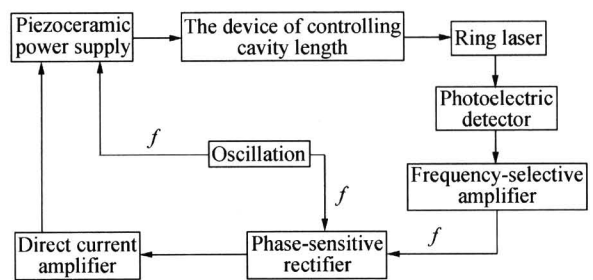 Piezoceramic
power supply
The device of controlling
cavity length
Ring laser
Photoelectric
detector
f
Oscillation
f
Frequency-selective
amplifier
f
Direct current
amplifier
Phase-sensitive
rectifier